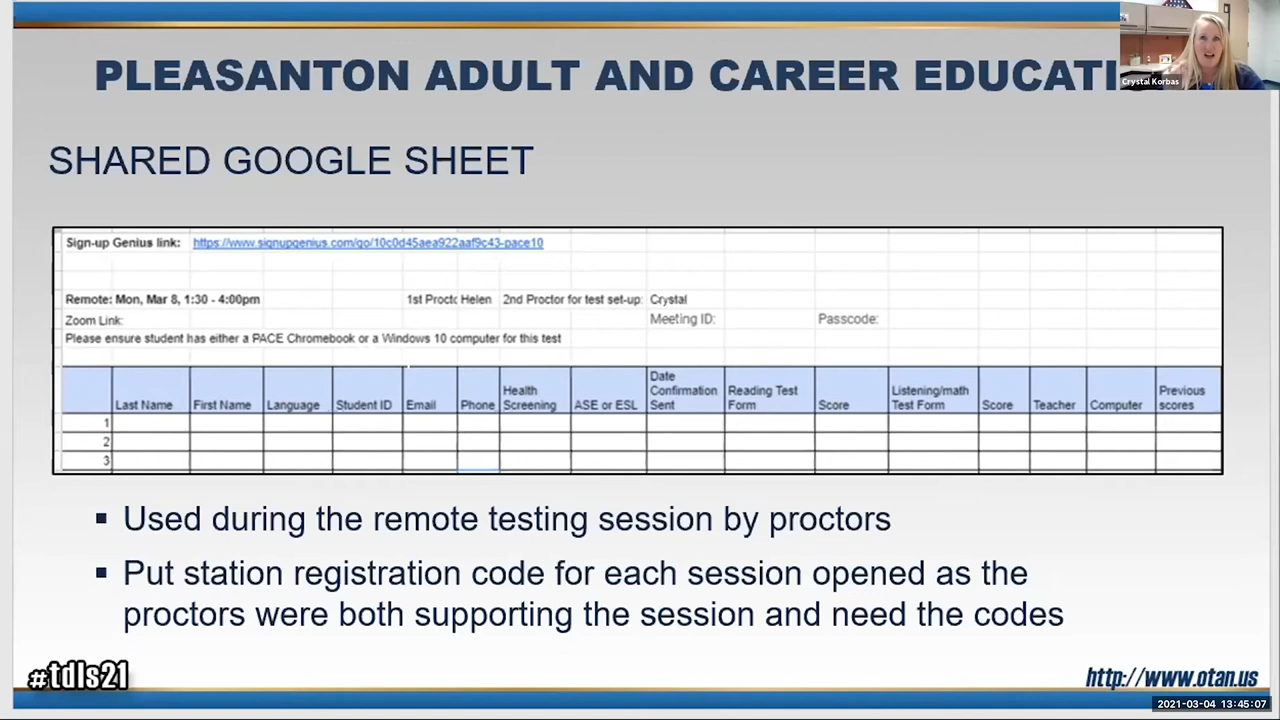 PLEASANTON ADULT AND CAREER EDUCATI
Crystal Korbas
SHARED GOOGLE SHEET
Sign-up Genius link: https://www.signupgenius.com/go/10c0d45aea922aaf9c43-pace10
Remote: Mon, Mar 8, 1:30 - 4:00pm 1st Proctc Helen 2nd Proctor for test set-up: Crystal
Zoom Link: Meeting ID: Passcode:
Please ensure student has either a PACE Chromebook or a Windows 10 computer for this test
Last Name First Name Language Student ID Email Phone Health Screening ASE or ESL Date Confirmation Sent Reading Test Form Score Listening/math Test Form Score Teacher Computer Previous scores
1
2
3
▪ Used during the remote testing session by proctors
▪ Put station registration code for each session opened as the
proctors were both supporting the session and need the codes
#tdls21
http://www.otan.us
2021-03-04 13:45:07